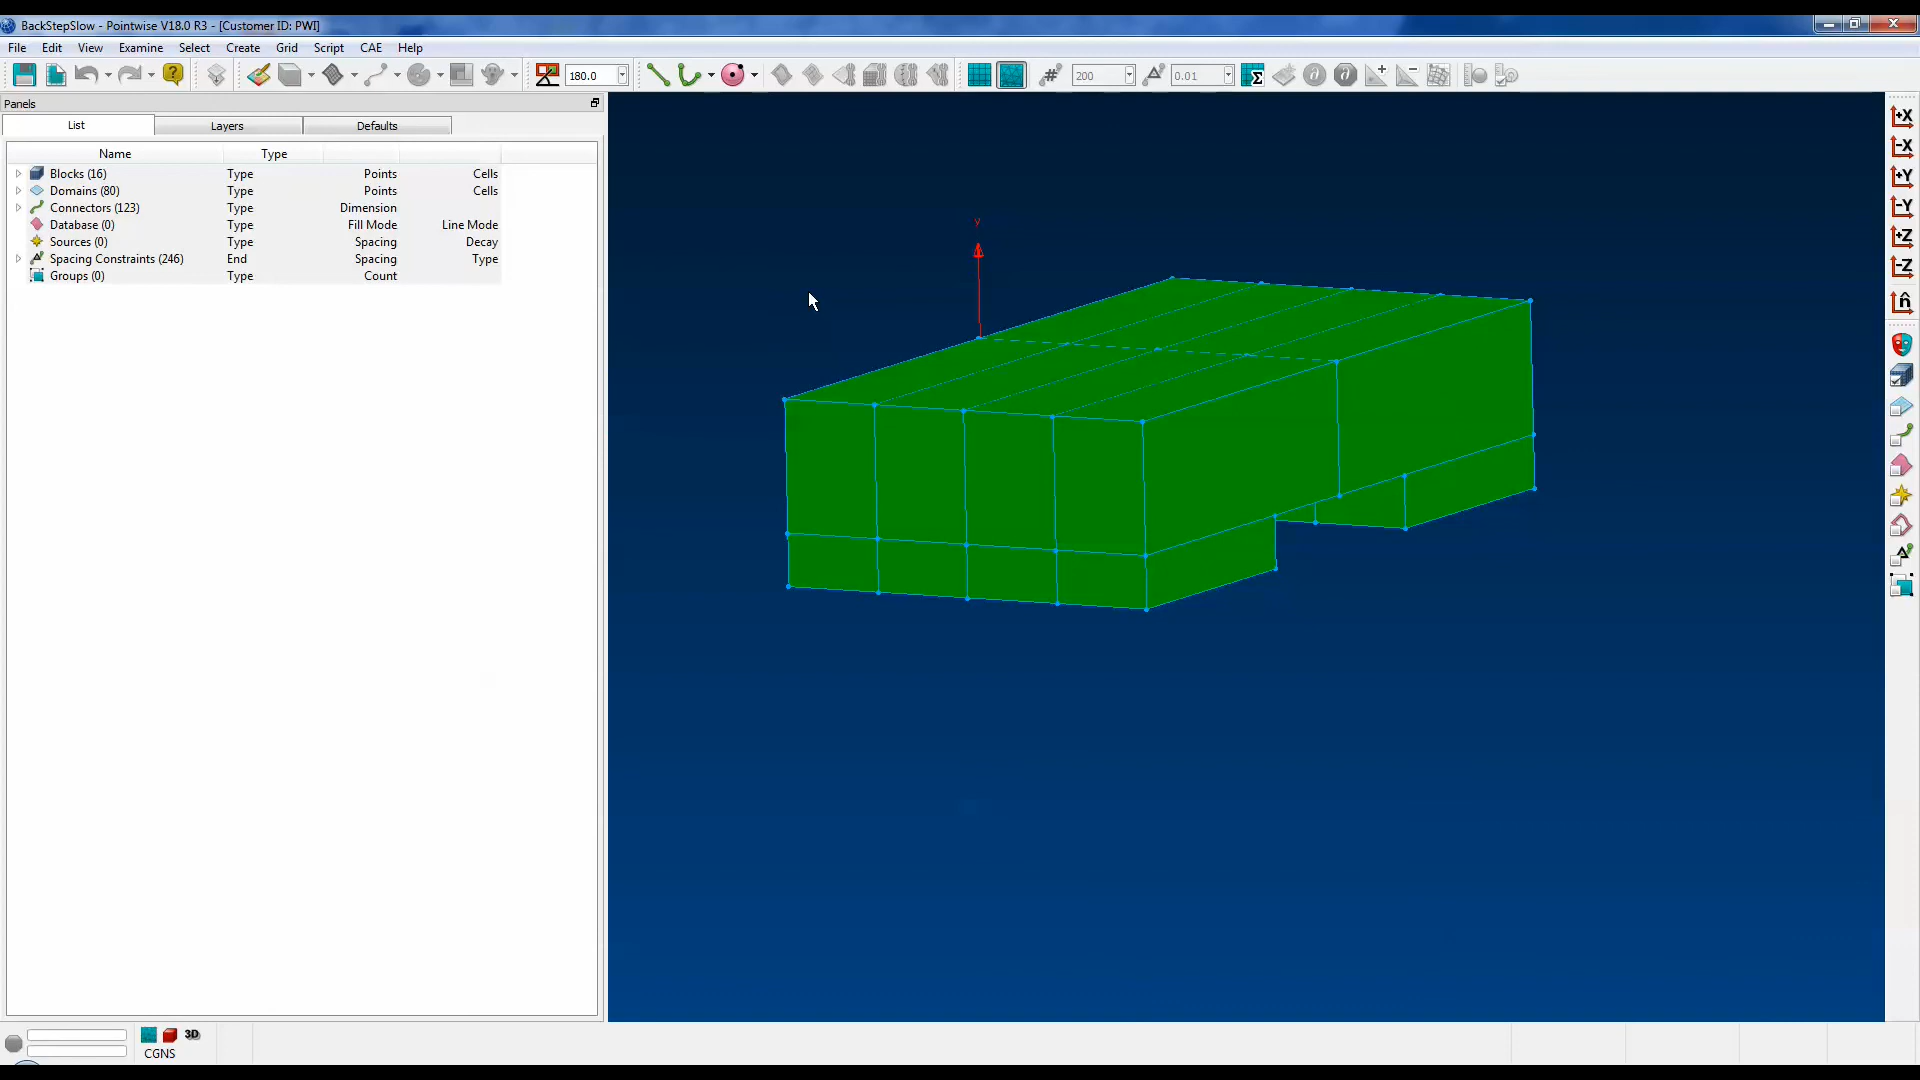 BackStepSlow - Pointwise V18.0 R3 - [Customer ID: PWI]
File Edit View Examine Select Create Grid Script CAE Help
180.0 200 0.01
Panels
List Layers Defaults
Name Type
Blocks (16) Type Points Cells
Domains (80) Type Points Cells
Connectors (123) Type Dimension
Database (0) Type Fill Mode Line Mode
Sources (0) Type Spacing Decay
Spacing Constraints (246) End Spacing Type
Groups (0) Type Count
y
+X
-X
+Y
-Y
+Z
-Z
n̂
3D
CGNS